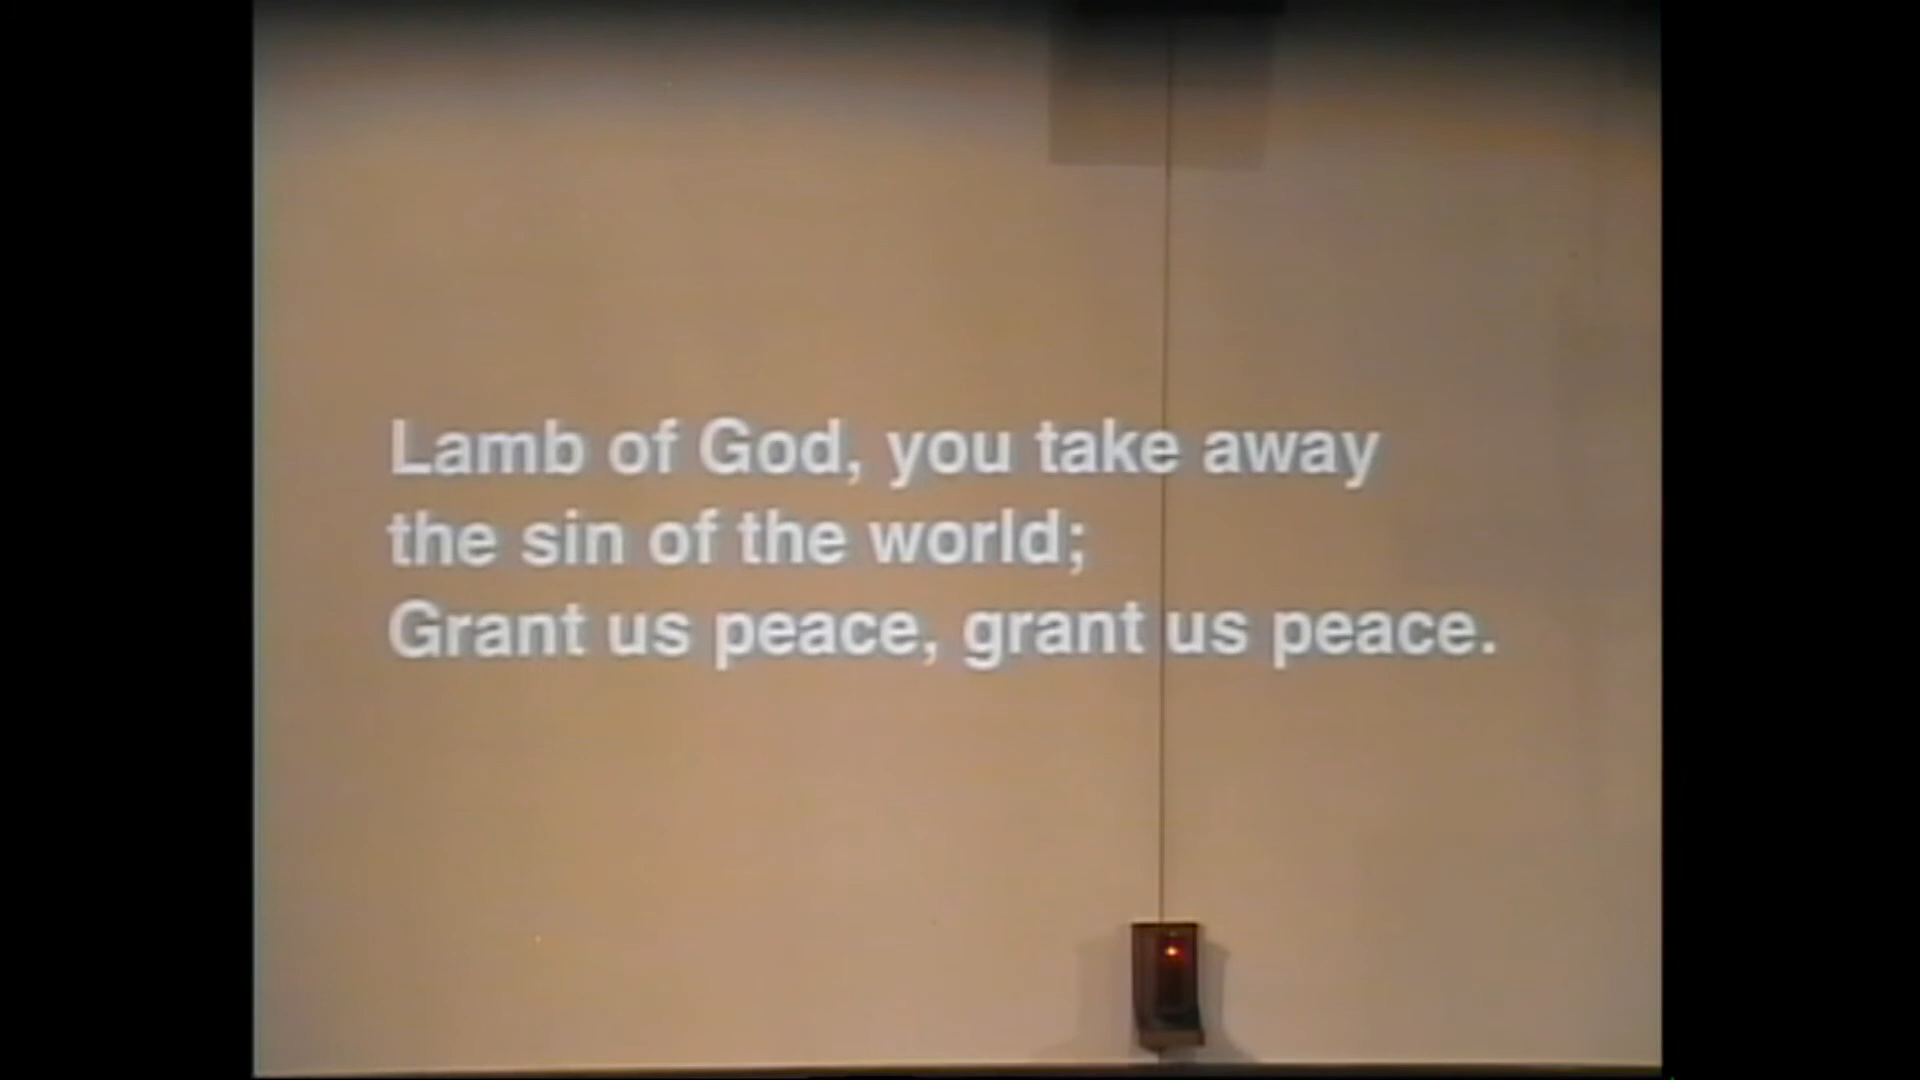 Lamb of God, you take away
the sin of the world;
Grant us peace, grant us peace.